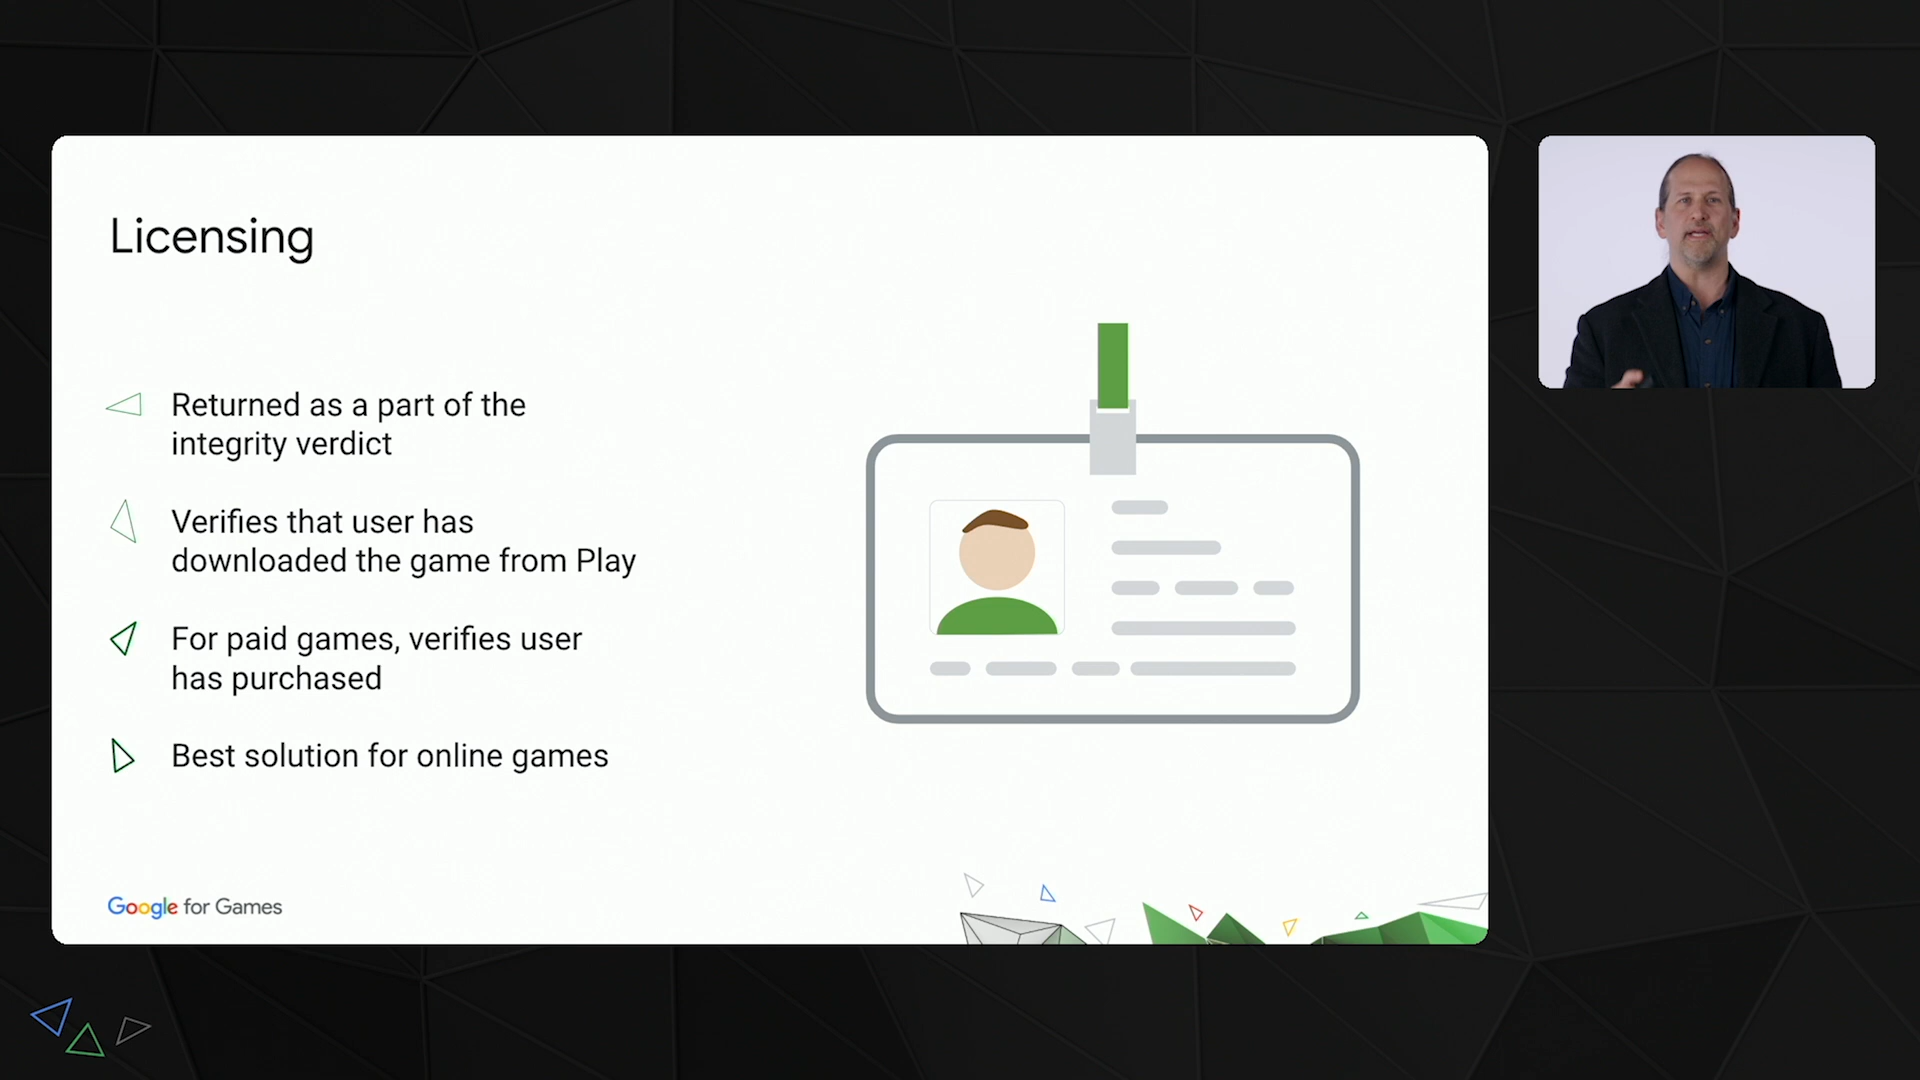 Licensing
Returned as a part of the
integrity verdict
Verifies that user has
downloaded the game from Play
For paid games, verifies user
has purchased
Best solution for online games
Google for Games